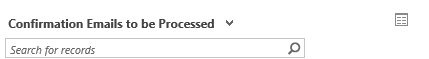 Confirmation Emails to be Processed
Search for records